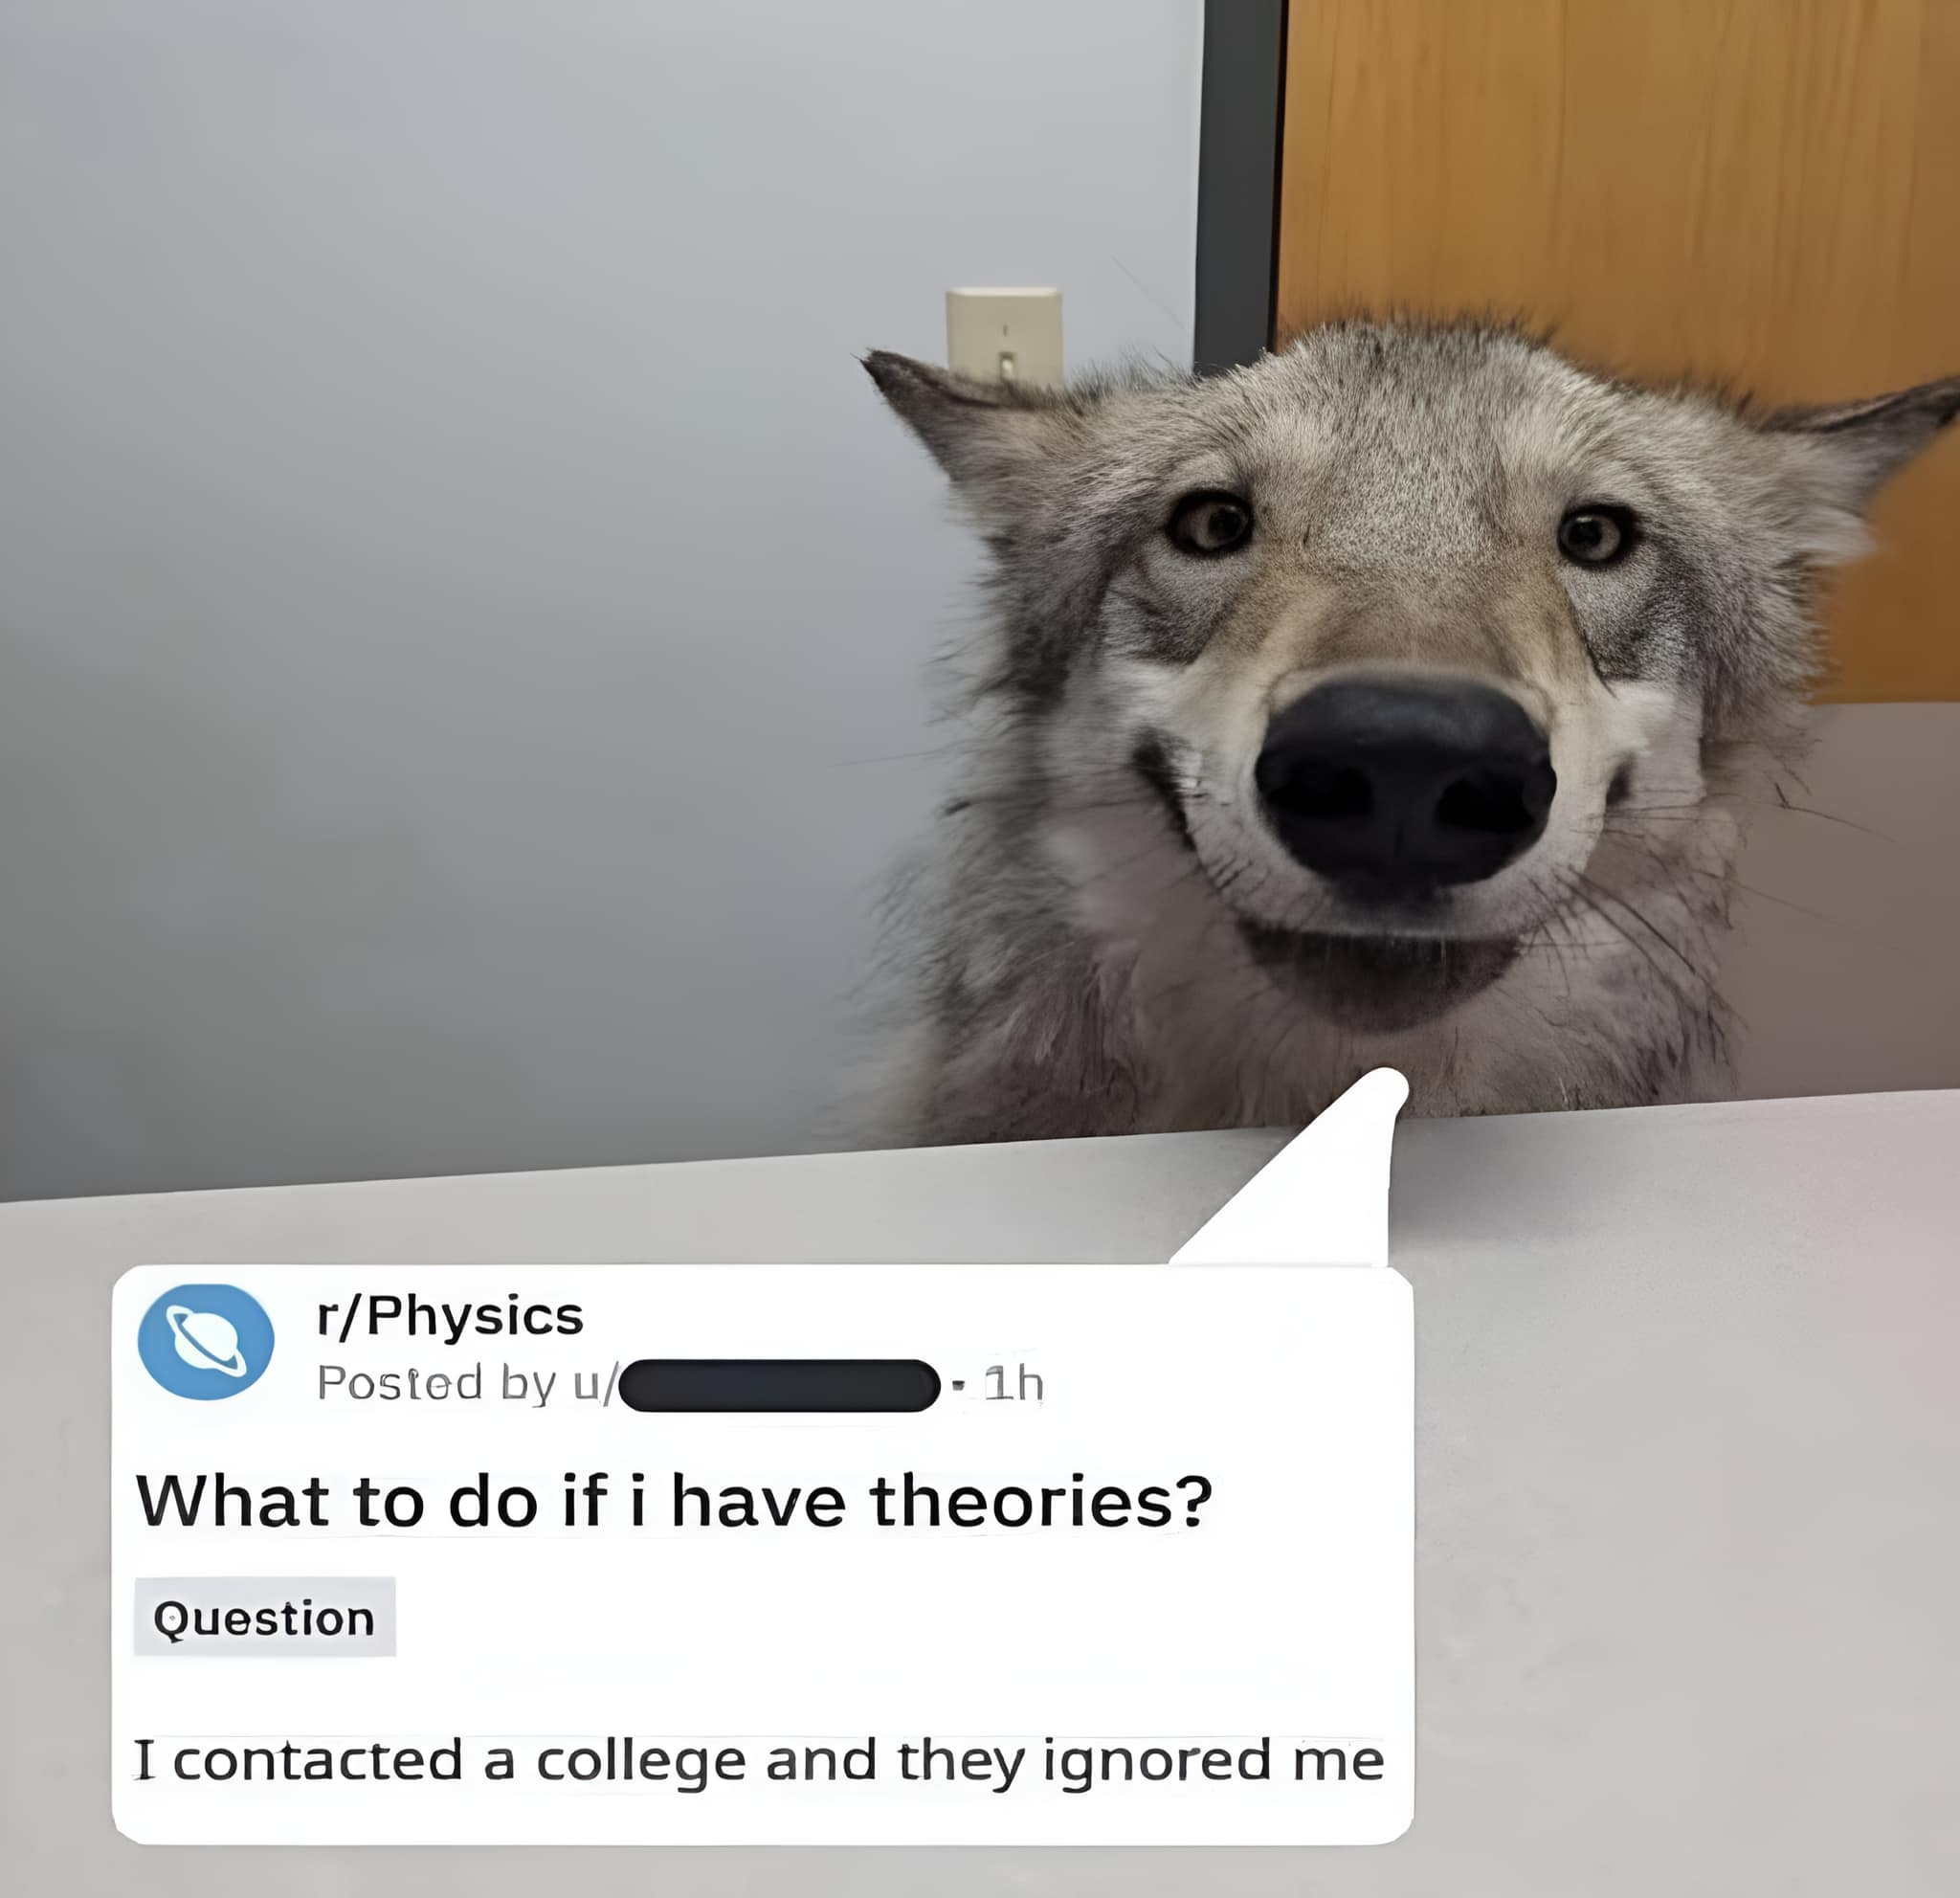 r/Physics
Posted by u/ • 1h
What to do if i have theories?
Question
I contacted a college and they ignored me